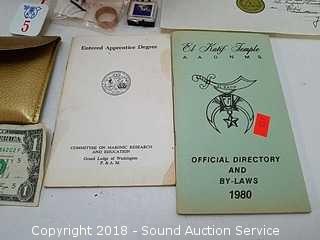 5
Entered Apprentice Degree
COMMITTEE ON MASONIC RESEARCH
AND EDUCATION
Grand Lodge of Washington
F. & A. M.
El Katif Temple
A A O N M S
OFFICIAL DIRECTORY
AND
BY-LAWS
1980
1
Copyright 2018 - Sound Auction Service